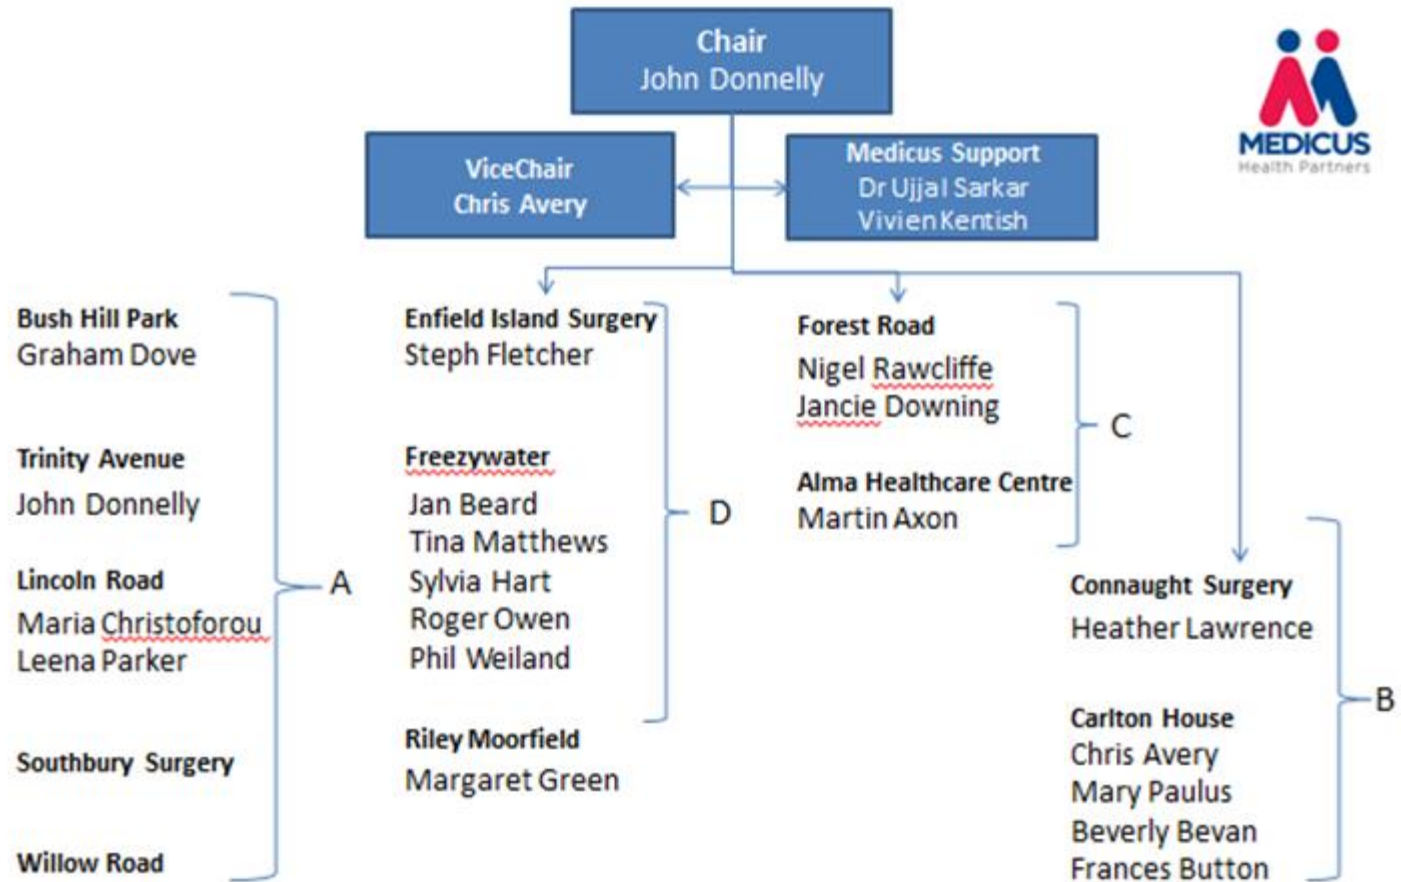 Chair
John Donnelly
MEDICUS
Health Partners
ViceChair
Chris Avery
Medicus Support
Dr Ujjal Sarkar
Vivien Kentish
Bush Hill Park
Graham Dove
Trinity Avenue
John Donnelly
Lincoln Road
Maria Christoforou
Leena Parker
Southbury Surgery
Willow Road
A
Enfield Island Surgery
Steph Fletcher
Freezywater
Jan Beard
Tina Matthews
Sylvia Hart
Roger Owen
Phil Weiland
Riley Moorfield
Margaret Green
D
Forest Road
Nigel Rawcliffe
Jancie Downing
Alma Healthcare Centre
Martin Axon
C
Connaught Surgery
Heather Lawrence
Carlton House
Chris Avery
Mary Paulus
Beverly Bevan
Frances Button
B